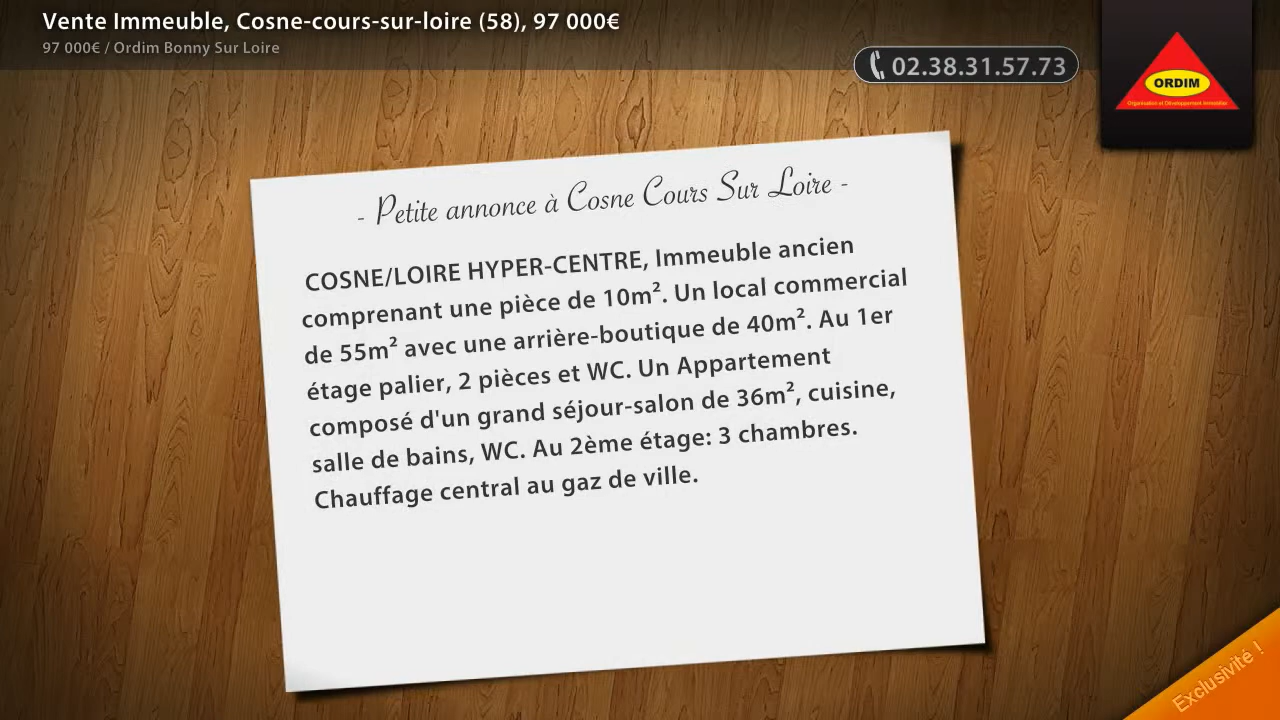 Vente Immeuble, Cosne-cours-sur-loire (58), 97 000€
97 000€ / Ordim Bonny Sur Loire
02.38.31.57.73
ORDIM
Organisation et Développement Immobilier
- Petite annonce à Cosne Cours Sur Loire -
COSNE/LOIRE HYPER-CENTRE, Immeuble ancien
comprenant une pièce de 10m². Un local commercial
de 55m² avec une arrière-boutique de 40m². Au 1er
étage palier, 2 pièces et WC. Un Appartement
composé d'un grand séjour-salon de 36m², cuisine,
salle de bains, WC. Au 2ème étage: 3 chambres.
Chauffage central au gaz de ville.
Exclusivité !